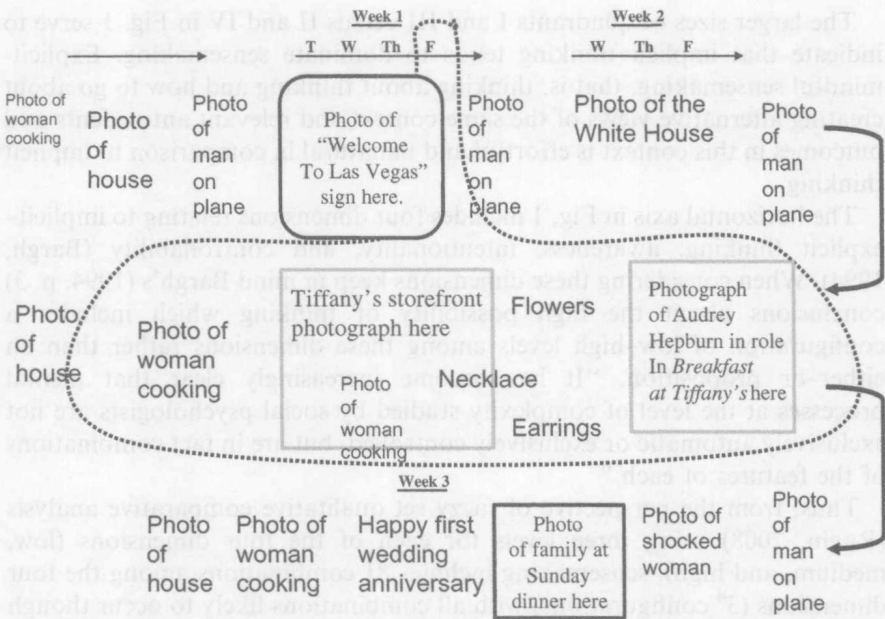 Week 1
Week 2
T W Th F
W Th F
Photo of
woman
cooking
Photo
of
house
Photo
of
man
on
plane
Photo of
"Welcome
To Las Vegas"
sign here.
Photo
of
man
on
plane
Photo of the
White House
Photo
of
man
on
plane
Photo
of
house
Photo of
woman
cooking
Tiffany's storefront
photograph here
Photo
of
woman
cooking
Flowers
Necklace
Earrings
Photograph
of Audrey
Hepburn in role
In Breakfast
at Tiffany's here
Week 3
Photo
of
house
Photo of
woman
cooking
Happy first
wedding
anniversary
Photo
of family at
Sunday
dinner here
Photo of
shocked
woman
Photo
of
man
on
plane